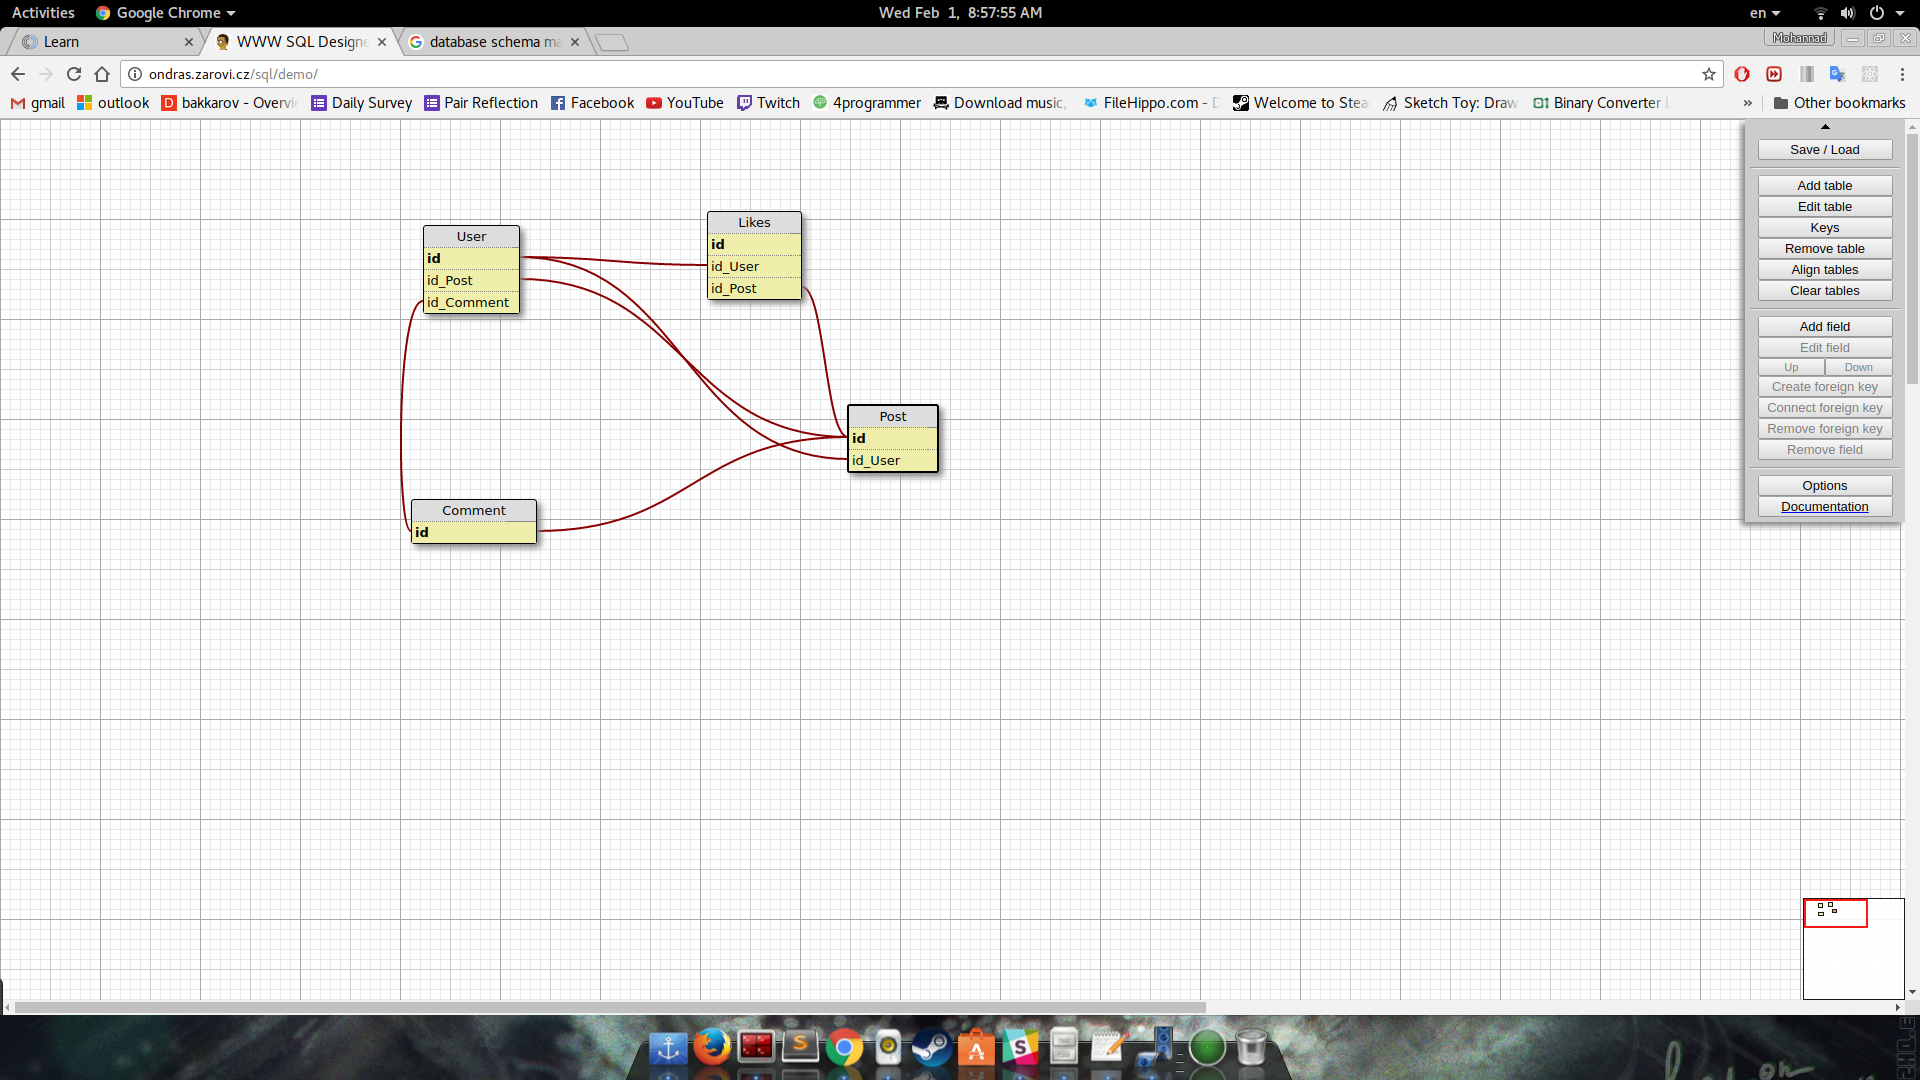 Activities Google Chrome Wed Feb 1, 8:57:55 AM en
Learn WWW SQL Designe database schema ma Mohannad
ondras.zarovi.cz/sql/demo/
gmail outlook bakkarov - Overvi Daily Survey Pair Reflection Facebook YouTube Twitch 4programmer Download music, FileHippo.com - D Welcome to Stea Sketch Toy: Draw Binary Converter » Other bookmarks
Save / Load
Add table
Edit table
Keys
Remove table
Align tables
Clear tables
Add field
Edit field
Up Down
Create foreign key
Connect foreign key
Remove foreign key
Remove field
Options
Documentation
User
id
id_Post
id_Comment
Likes
id
id_User
id_Post
Post
id
id_User
Comment
id